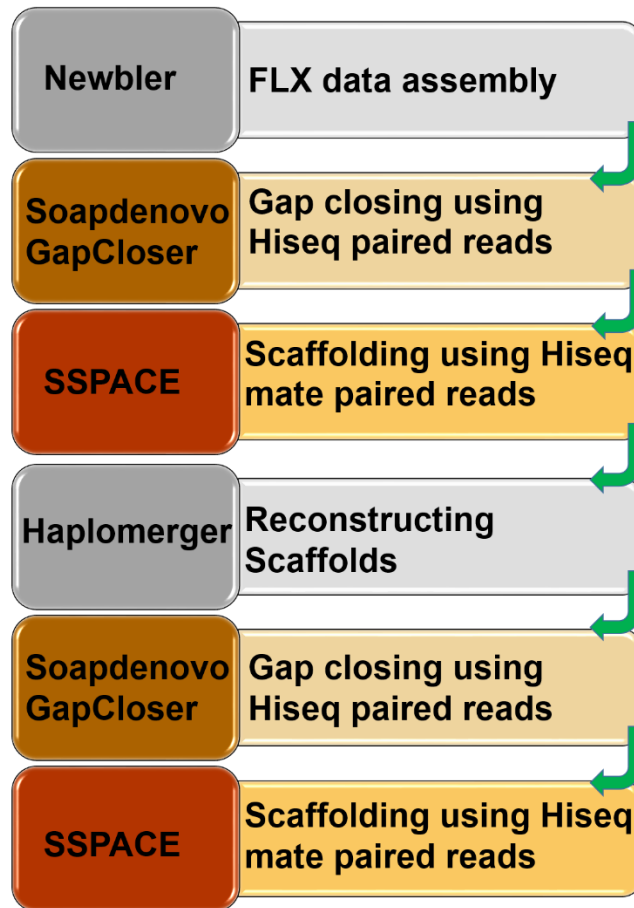 Newbler
FLX data assembly
Soapdenovo
GapCloser
Gap closing using
Hiseq paired reads
SSPACE
Scaffolding using Hiseq
mate paired reads
Haplomerger
Reconstructing
Scaffolds
Soapdenovo
GapCloser
Gap closing using
Hiseq paired reads
SSPACE
Scaffolding using Hiseq
mate paired reads